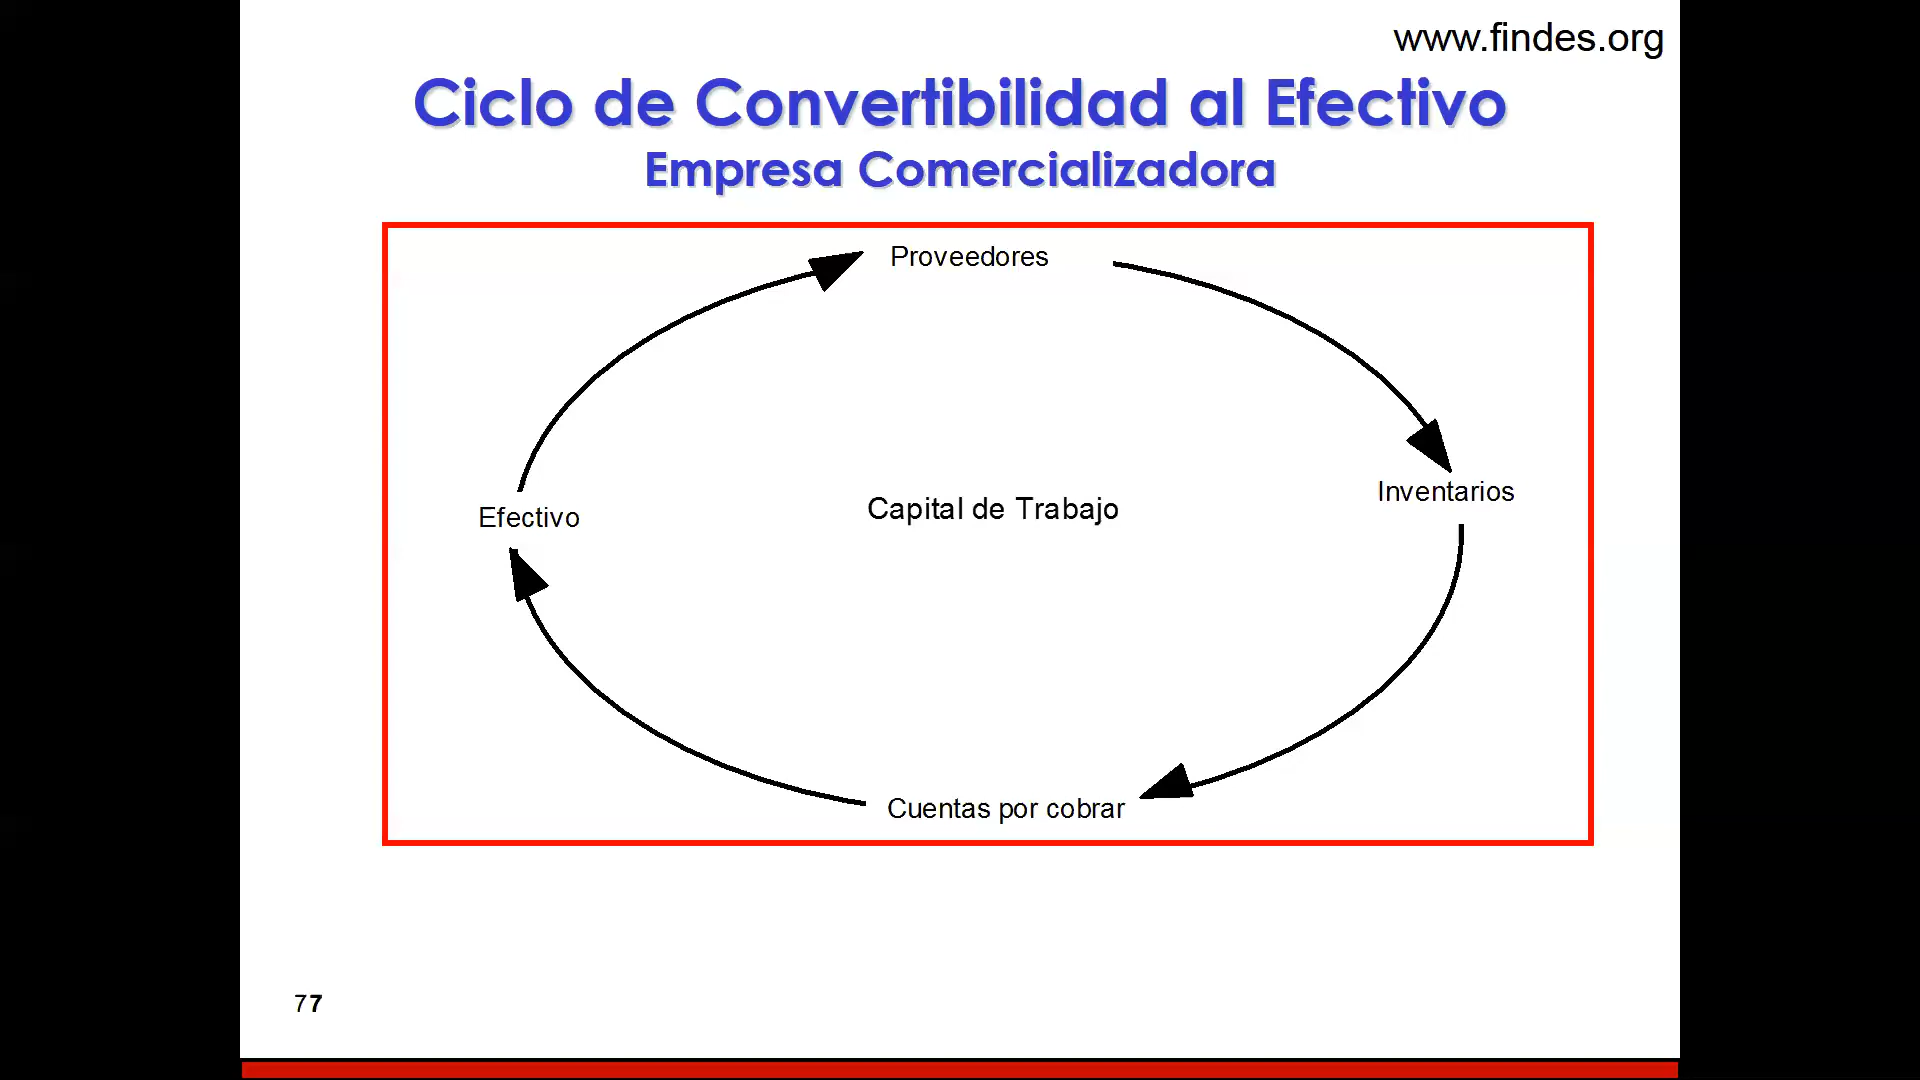 www.findes.org
Ciclo de Convertibilidad al Efectivo
Empresa Comercializadora
Proveedores
Inventarios
Efectivo
Capital de Trabajo
Cuentas por cobrar
77